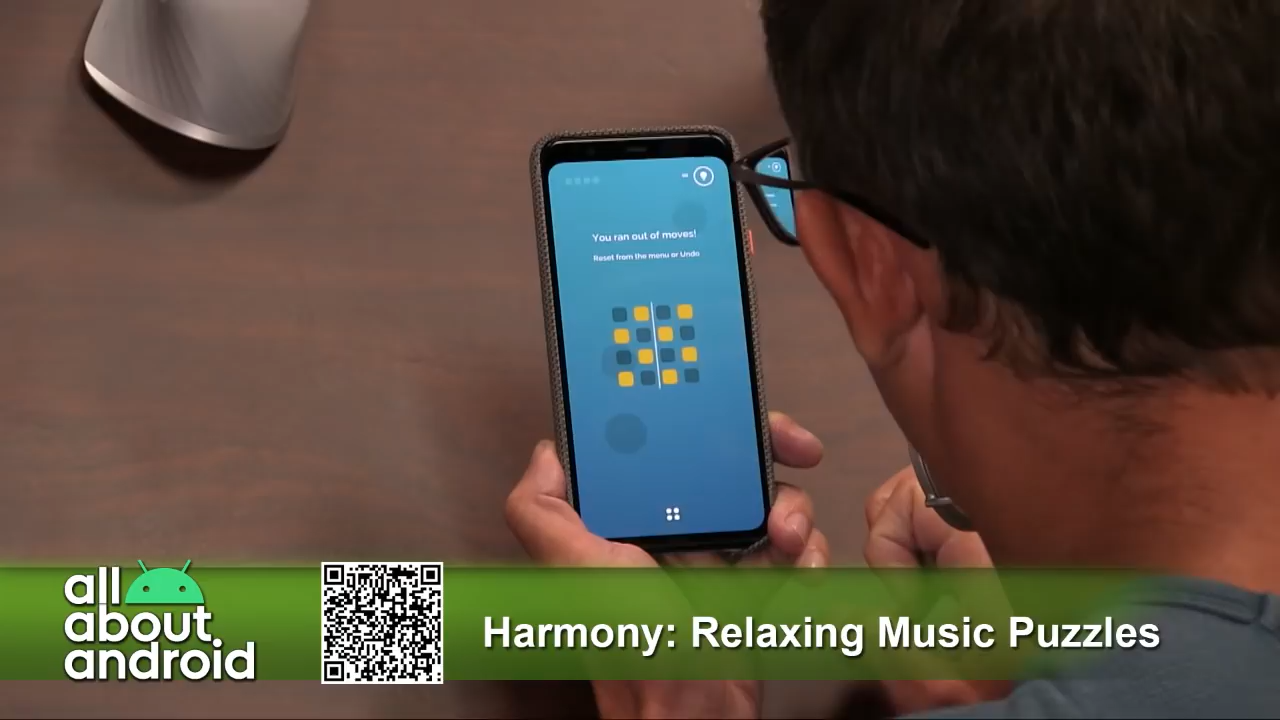 You ran out of moves!
Reset from the menu or Undo
all
about
android
Harmony: Relaxing Music Puzzles